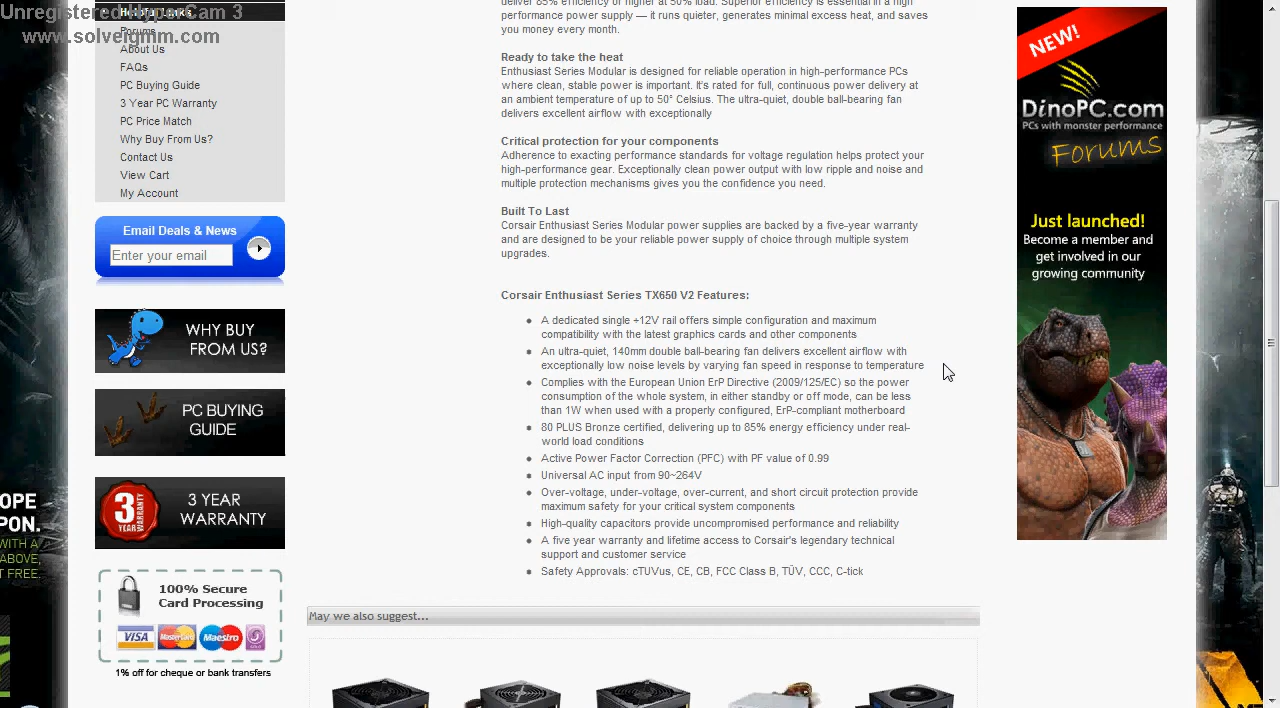 Unregistered HyperCam 3
www.solveigmm.com
Helpful Links
Forums
About Us
FAQs
PC Buying Guide
3 Year PC Warranty
PC Price Match
Why Buy From Us?
Contact Us
View Cart
My Account
Email Deals & News
Enter your email
WHY BUY
FROM US?
PC BUYING
GUIDE
3
YEAR
WARRANTY
3 YEAR
WARRANTY
100% Secure
Card Processing
VISA
MasterCard
Maestro
1% off for cheque or bank transfers
OPE
PON.
WITH A
ABOVE,
T FREE.
deliver 85% efficiency or higher at 50% load. Superior efficiency is essential in a high
performance power supply — it runs quieter, generates minimal excess heat, and saves
you money every month.
Ready to take the heat
Enthusiast Series Modular is designed for reliable operation in high-performance PCs
where clean, stable power is important. It's rated for full, continuous power delivery at
an ambient temperature of up to 50° Celsius. The ultra-quiet, double ball-bearing fan
delivers excellent airflow with exceptionally
Critical protection for your components
Adherence to exacting performance standards for voltage regulation helps protect your
high-performance gear. Exceptionally clean power output with low ripple and noise and
multiple protection mechanisms gives you the confidence you need.
Built To Last
Corsair Enthusiast Series Modular power supplies are backed by a five-year warranty
and are designed to be your reliable power supply of choice through multiple system
upgrades.
Corsair Enthusiast Series TX650 V2 Features:
A dedicated single +12V rail offers simple configuration and maximum
compatibility with the latest graphics cards and other components
An ultra-quiet, 140mm double ball-bearing fan delivers excellent airflow with
exceptionally low noise levels by varying fan speed in response to temperature
Complies with the European Union ErP Directive (2009/125/EC) so the power
consumption of the whole system, in either standby or off mode, can be less
than 1W when used with a properly configured, ErP-compliant motherboard
80 PLUS Bronze certified, delivering up to 85% energy efficiency under real-
world load conditions
Active Power Factor Correction (PFC) with PF value of 0.99
Universal AC input from 90~264V
Over-voltage, under-voltage, over-current, and short circuit protection provide
maximum safety for your critical system components
High-quality capacitors provide uncompromised performance and reliability
A five year warranty and lifetime access to Corsair's legendary technical
support and customer service
Safety Approvals: cTUVus, CE, CB, FCC Class B, TÜV, CCC, C-tick
May we also suggest...
NEW!
DinoPC.com
PCs with monster performance
Forums
Just launched!
Become a member and
get involved in our
growing community